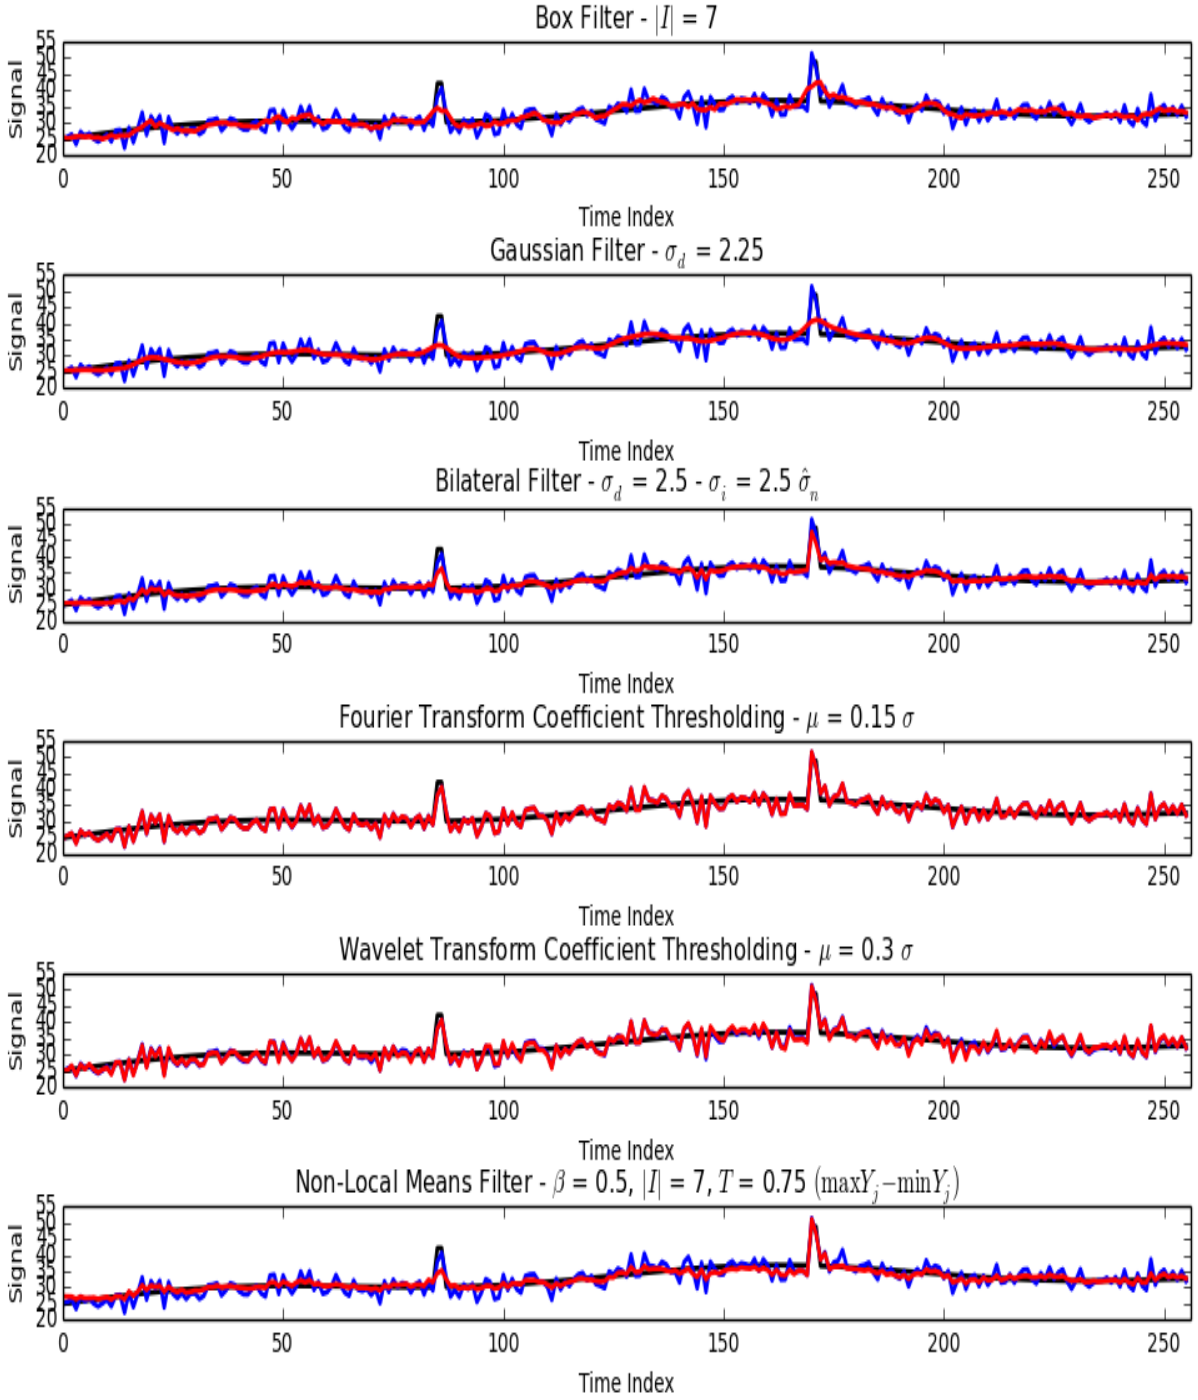 Box Filter - |I| = 7
Signal
55
50
45
40
35
30
25
20
0 50 100 150 200 250
Time Index
Gaussian Filter - σ_d = 2.25
Signal
55
50
45
40
35
30
25
20
0 50 100 150 200 250
Time Index
Bilateral Filter - σ_d = 2.5 - σ_i = 2.5 σ̂_n
Signal
55
50
45
40
35
30
25
20
0 50 100 150 200 250
Time Index
Fourier Transform Coefficient Thresholding - μ = 0.15 σ
Signal
55
50
45
40
35
30
25
20
0 50 100 150 200 250
Time Index
Wavelet Transform Coefficient Thresholding - μ = 0.3 σ
Signal
55
50
45
40
35
30
25
20
0 50 100 150 200 250
Time Index
Non-Local Means Filter - β = 0.5, |I| = 7, T = 0.75 (maxY_j−minY_j)
Signal
55
50
45
40
35
30
25
20
0 50 100 150 200 250
Time Index